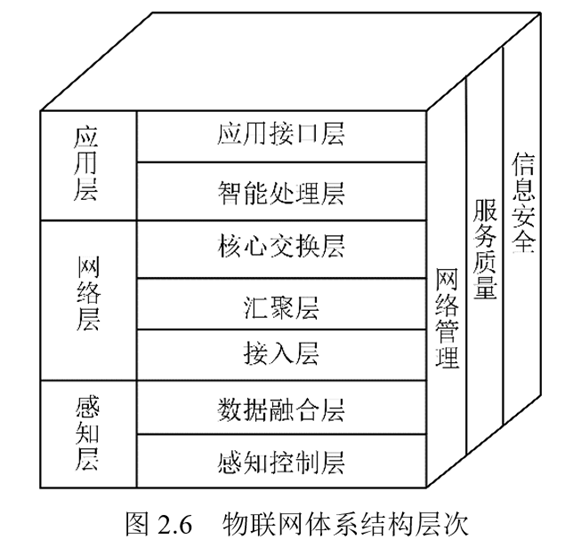 应用层
应用接口层
智能处理层
网络层
核心交换层
汇聚层
接入层
感知层
数据融合层
感知控制层
网络管理
服务质量
信息安全
图 2.6 物联网体系结构层次